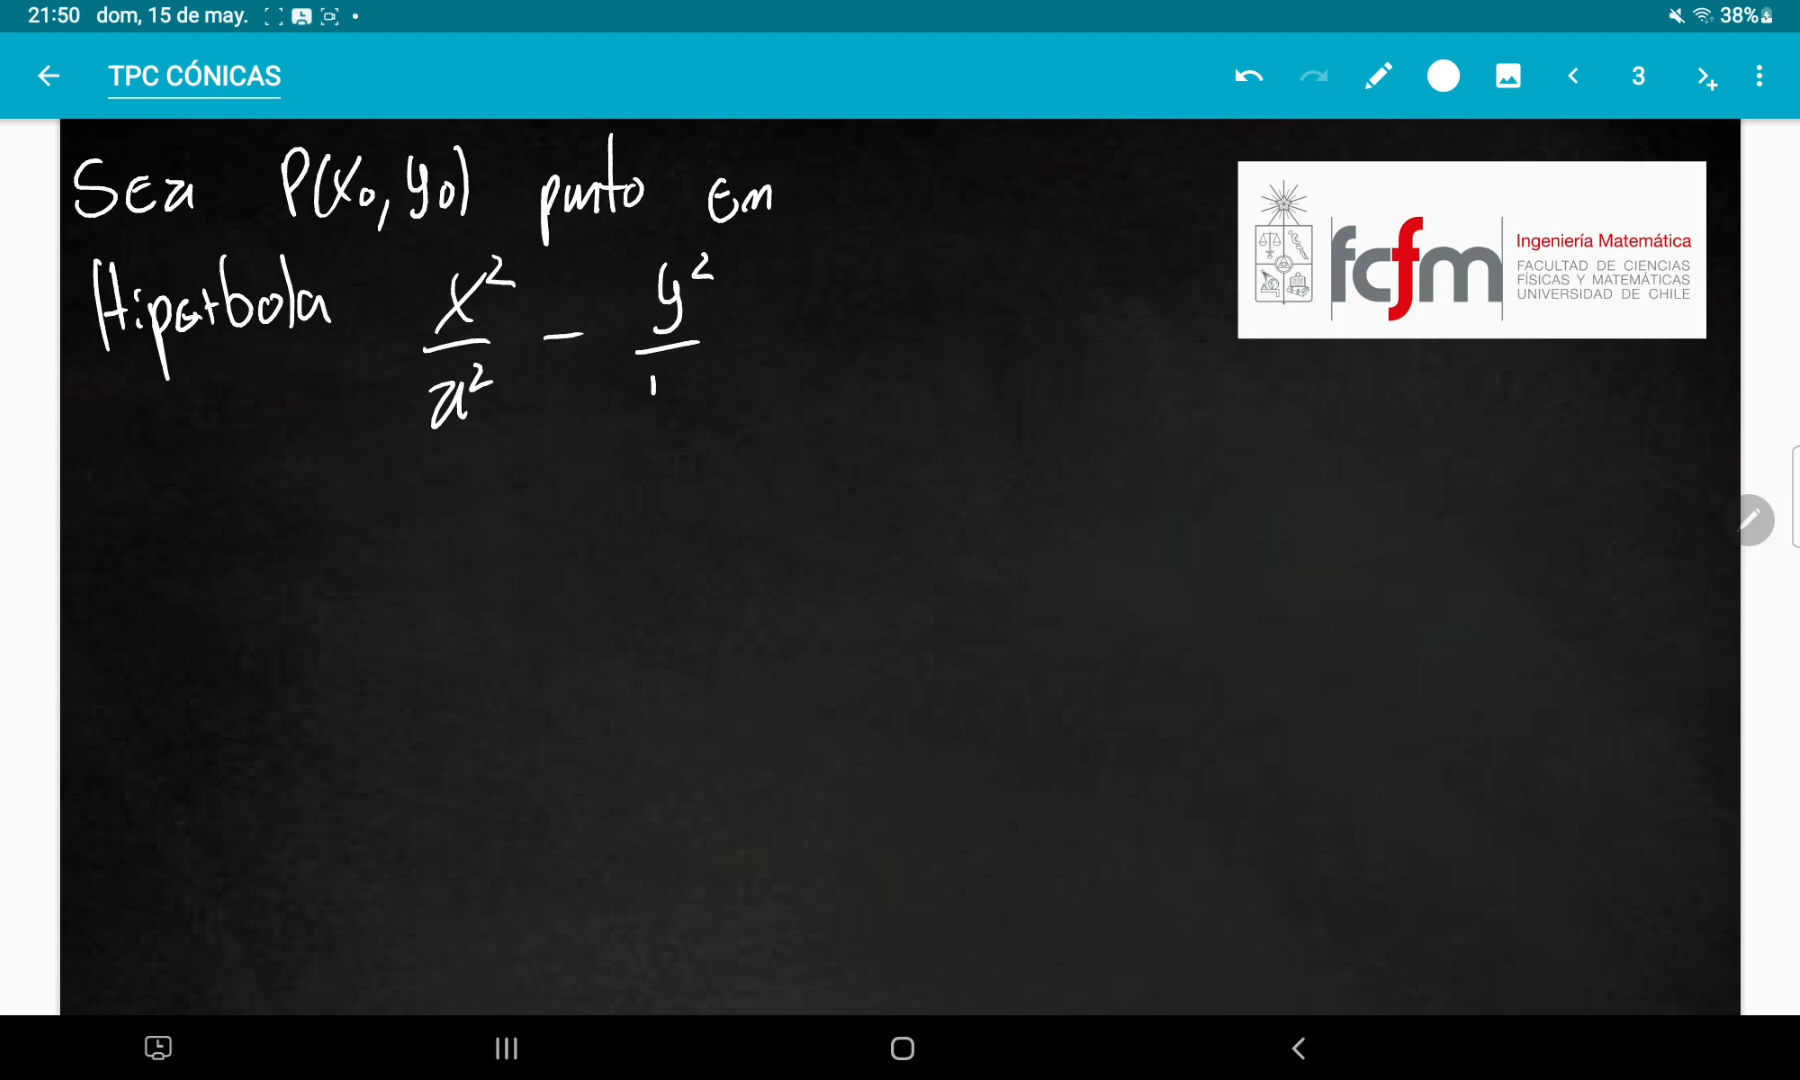 21:50 dom, 15 de may. 38%
TPC CÓNICAS 3
Sea P(x₀, y₀) punto en
Hipérbola x²/a² - y²/
fcfm
Ingeniería Matemática
FACULTAD DE CIENCIAS
FÍSICAS Y MATEMÁTICAS
UNIVERSIDAD DE CHILE